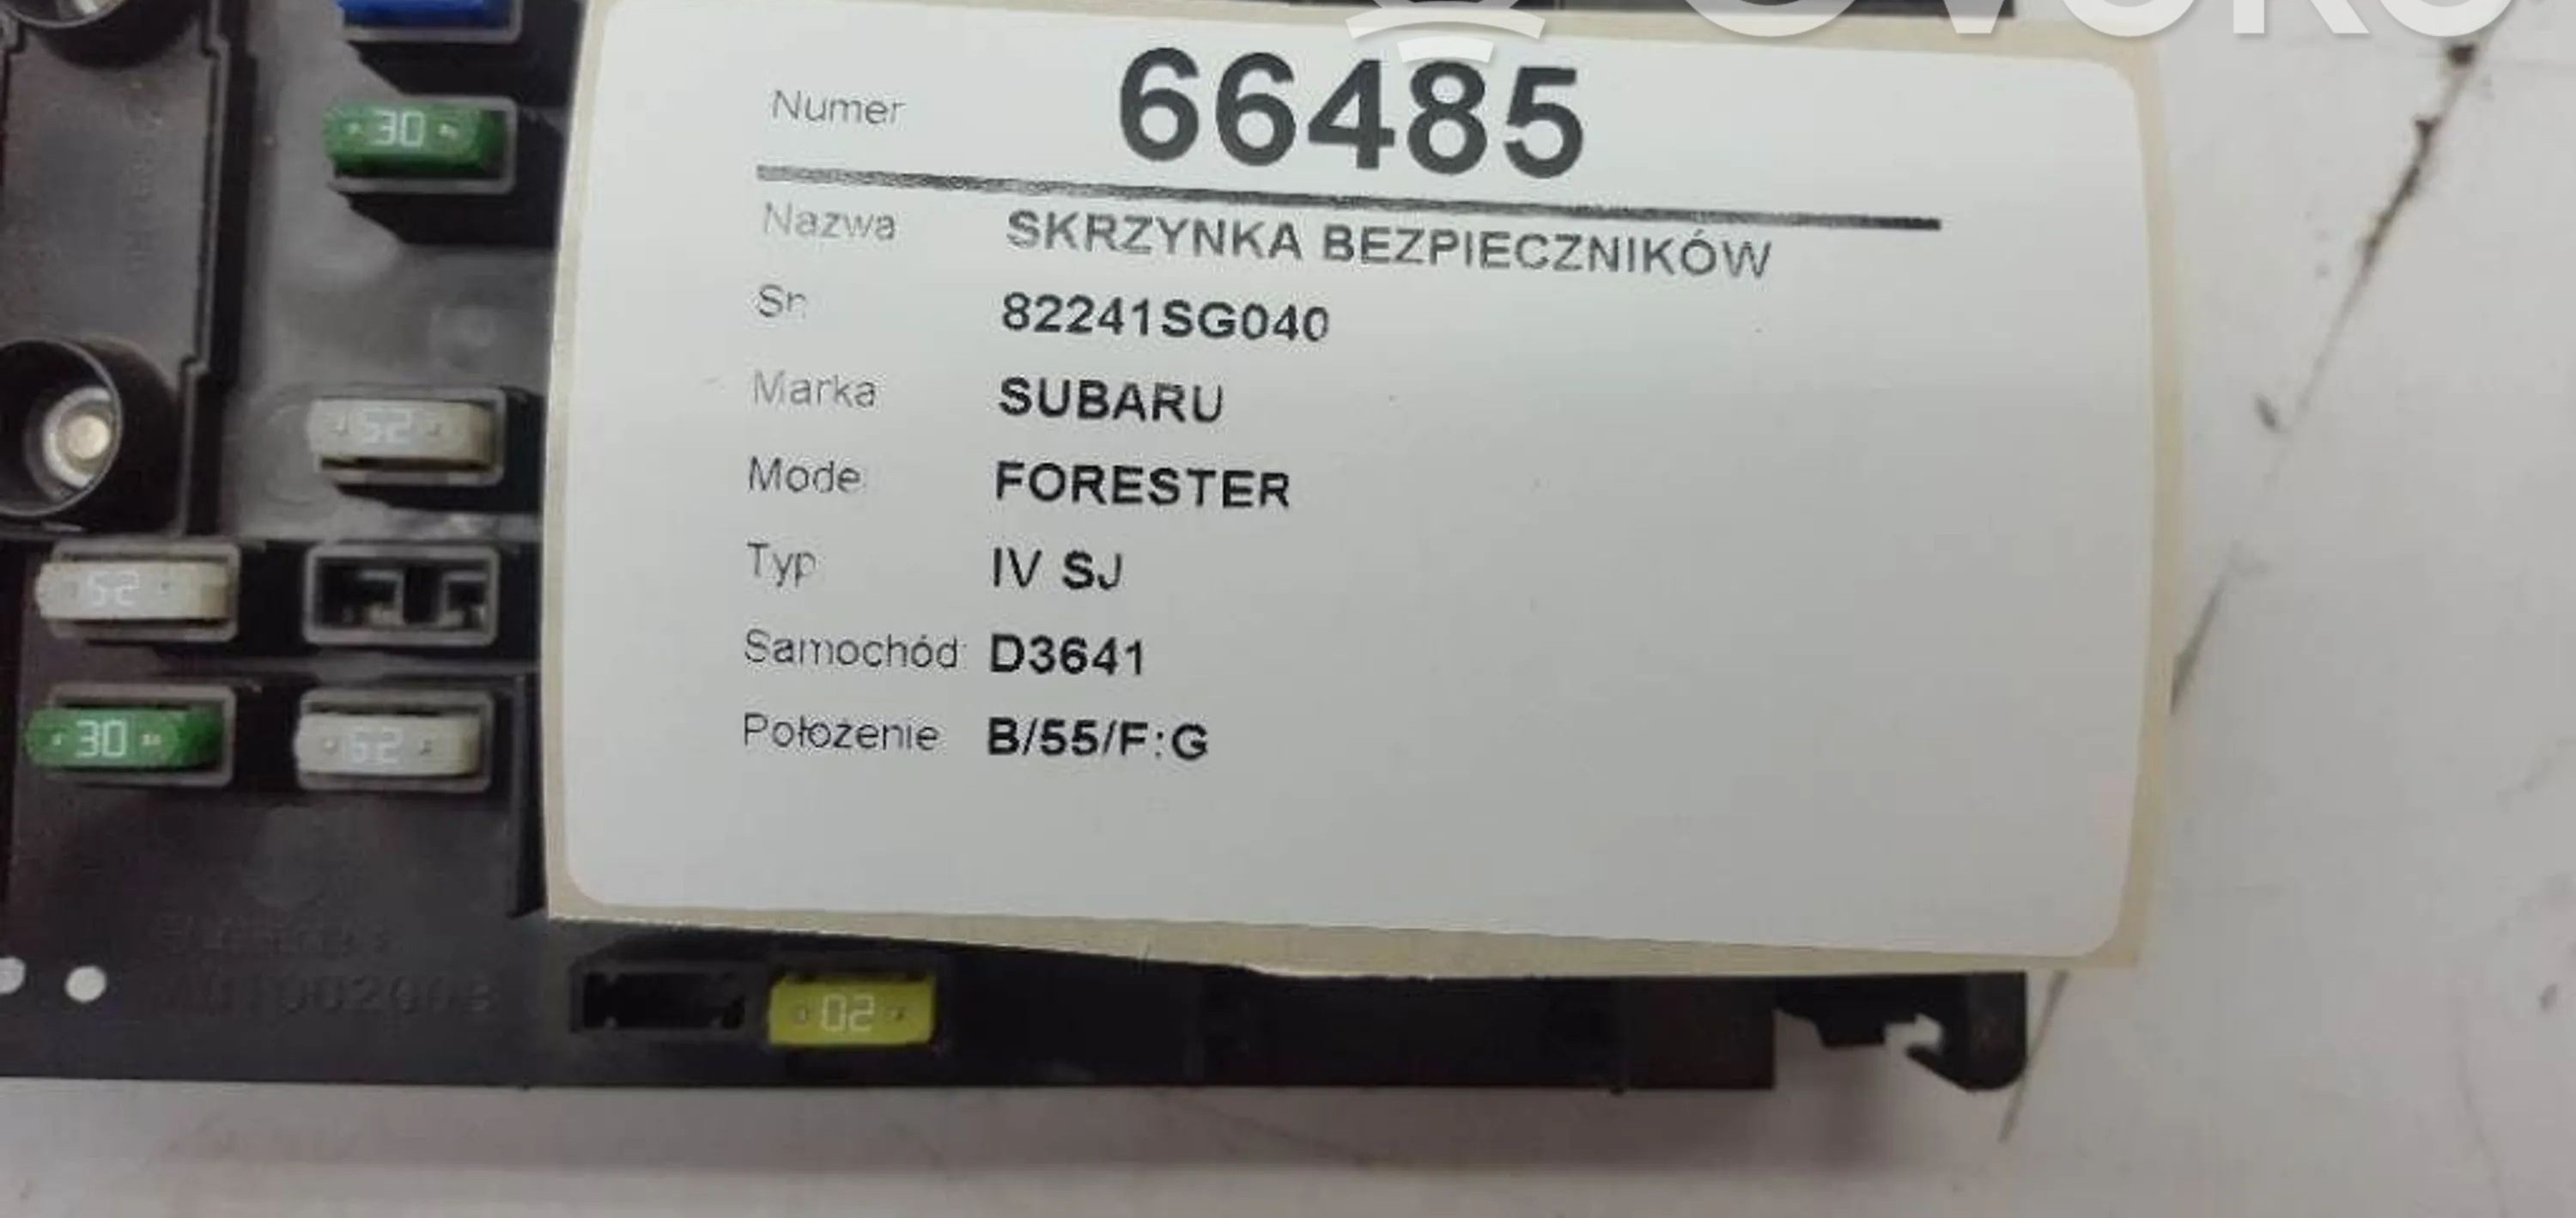 30
Numer 66485
Nazwa SKRZYNKA BEZPIECZNIKÓW
Sn 82241SG040
Marka SUBARU
Mode FORESTER
Typ IV SJ
Samochód D3641
Położenie B/55/F:G
25
25
30
25
20